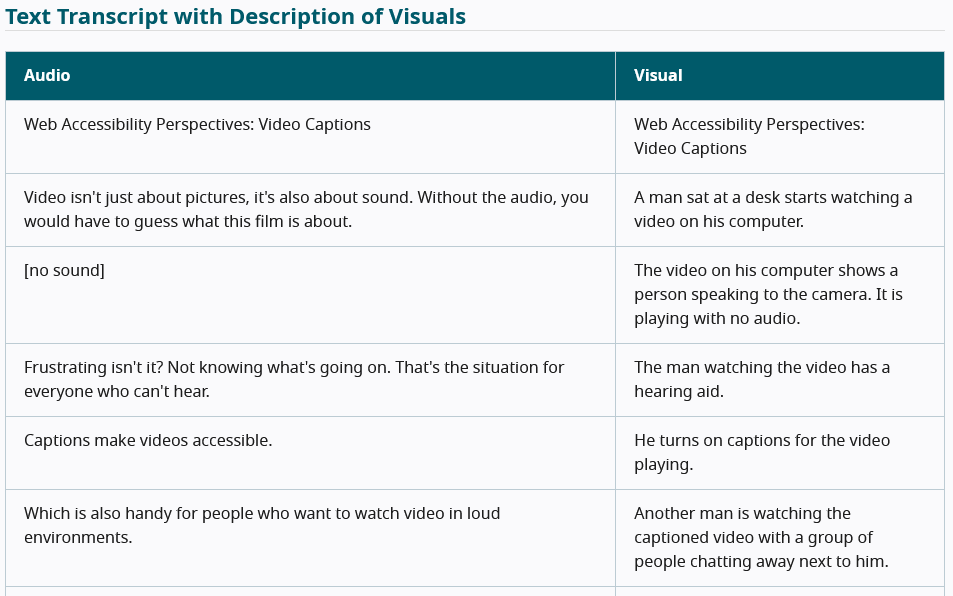 Text Transcript with Description of Visuals
Audio
Visual
Web Accessibility Perspectives: Video Captions
Web Accessibility Perspectives:
Video Captions
Video isn't just about pictures, it's also about sound. Without the audio, you
would have to guess what this film is about.
A man sat at a desk starts watching a
video on his computer.
[no sound]
The video on his computer shows a
person speaking to the camera. It is
playing with no audio.
Frustrating isn't it? Not knowing what's going on. That's the situation for
everyone who can't hear.
The man watching the video has a
hearing aid.
Captions make videos accessible.
He turns on captions for the video
playing.
Which is also handy for people who want to watch video in loud
environments.
Another man is watching the
captioned video with a group of
people chatting away next to him.